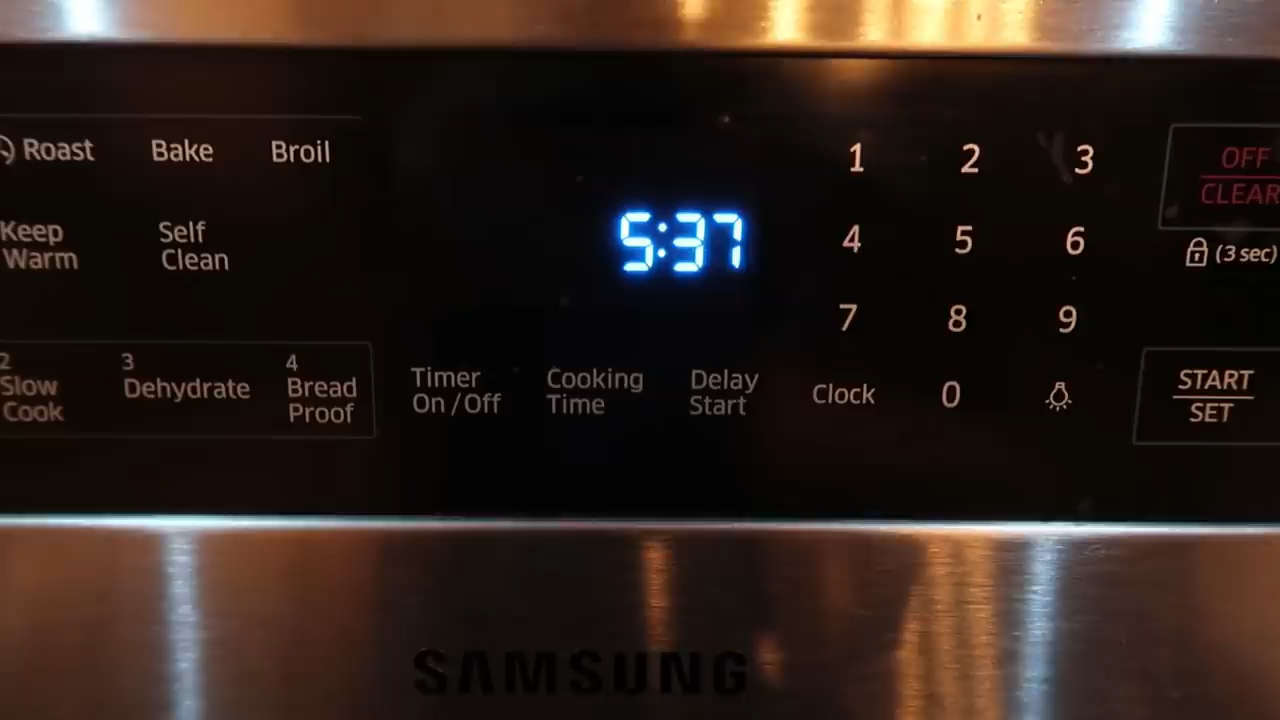 Roast Bake Broil
Keep
Warm
Self
Clean
5:37
1 2 3
4 5 6
7 8 9
0
OFF
CLEAR
(3 sec)
2
Slow
Cook
3
Dehydrate
4
Bread
Proof
Timer
On/Off
Cooking
Time
Delay
Start
Clock
START
SET
SAMSUNG